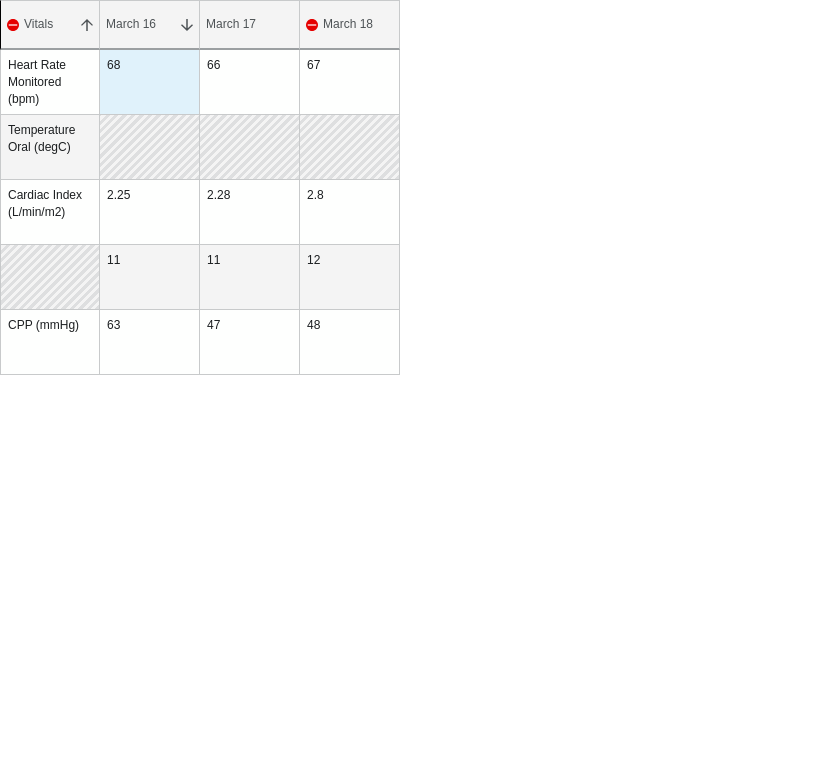 Vitals March 16 March 17 March 18
Heart Rate 68 66 67
Monitored
(bpm)
Temperature
Oral (degC)
Cardiac Index 2.25 2.28 2.8
(L/min/m2)
11 11 12
CPP (mmHg) 63 47 48